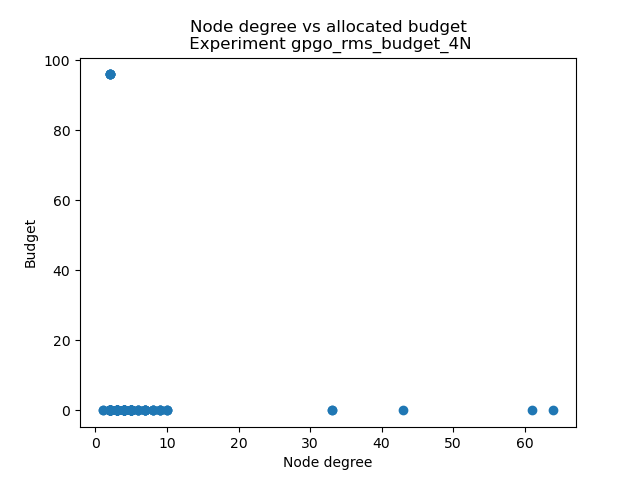 Node degree vs allocated budget
Experiment gpgo_rms_budget_4N
100
80
60
40
20
0
Budget
0 10 20 30 40 50 60
Node degree